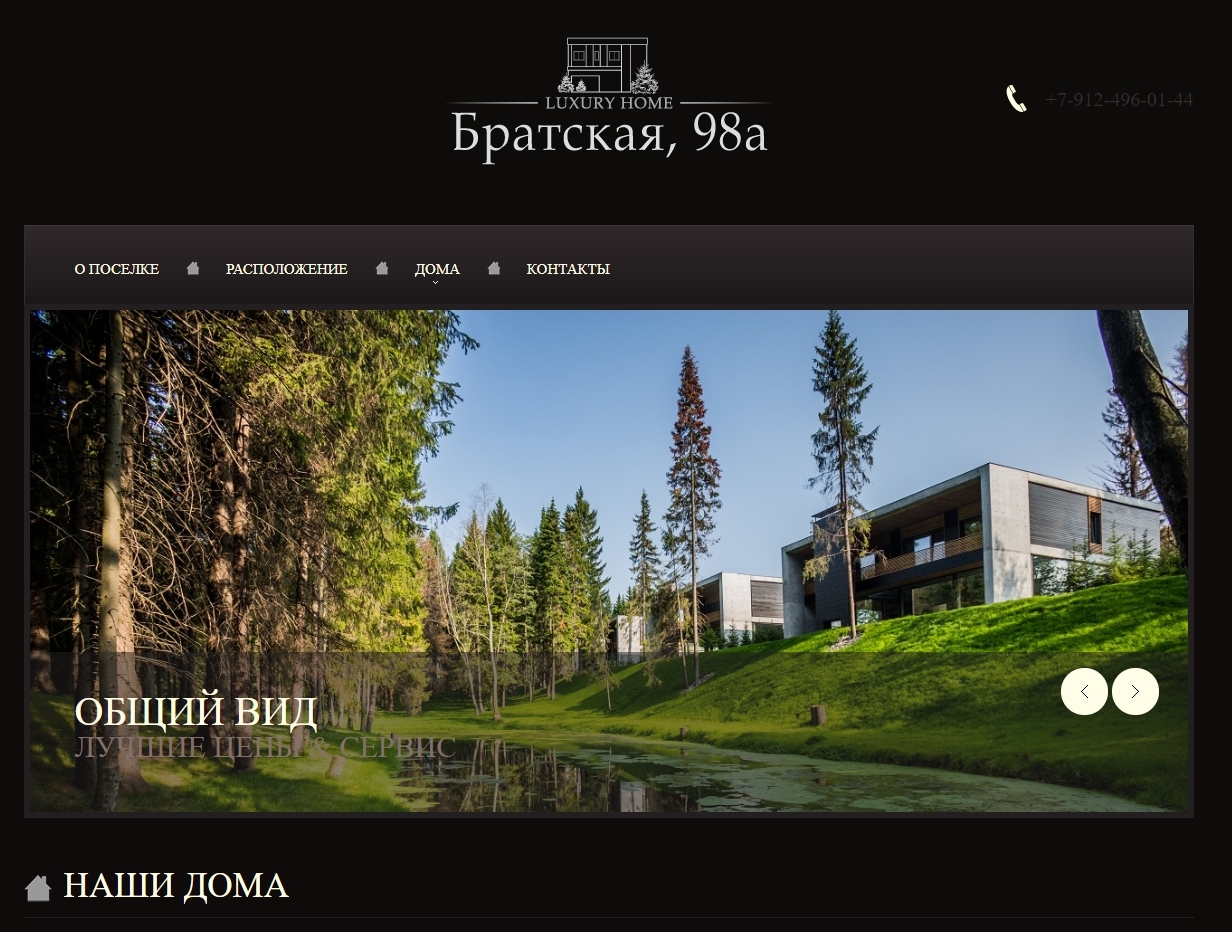 LUXURY HOME
Братская, 98а
+7-912-496-01-44
О ПОСЕЛКЕ РАСПОЛОЖЕНИЕ ДОМА КОНТАКТЫ
ОБЩИЙ ВИД
ЛУЧШИЕ ЦЕНЫ & СЕРВИС
НАШИ ДОМА